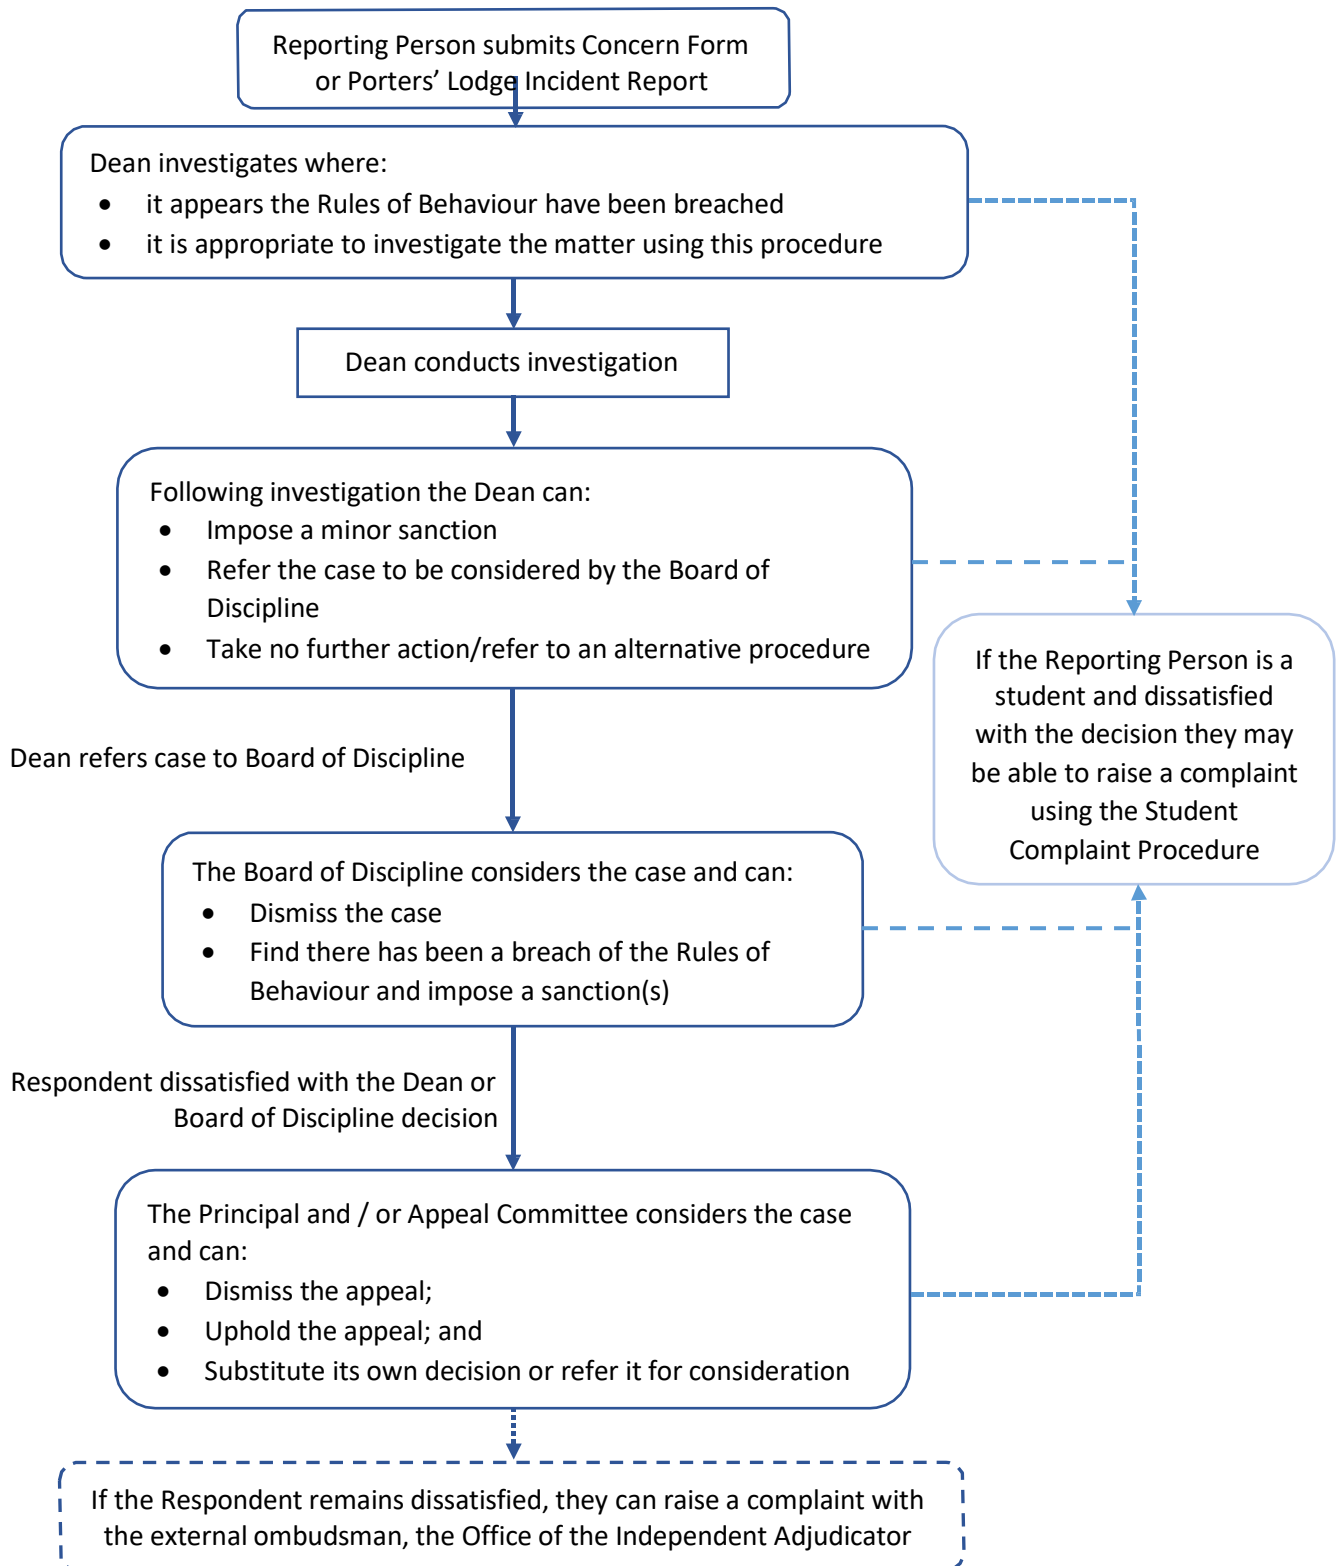 Reporting Person submits Concern Form
or Porters’ Lodge Incident Report
Dean investigates where:
• it appears the Rules of Behaviour have been breached
• it is appropriate to investigate the matter using this procedure
Dean conducts investigation
Following investigation the Dean can:
• Impose a minor sanction
• Refer the case to be considered by the Board of
Discipline
• Take no further action/refer to an alternative procedure
If the Reporting Person is a
student and dissatisfied
with the decision they may
be able to raise a complaint
using the Student
Complaint Procedure
Dean refers case to Board of Discipline
The Board of Discipline considers the case and can:
• Dismiss the case
• Find there has been a breach of the Rules of
Behaviour and impose a sanction(s)
Respondent dissatisfied with the Dean or
Board of Discipline decision
The Principal and / or Appeal Committee considers the case
and can:
• Dismiss the appeal;
• Uphold the appeal; and
• Substitute its own decision or refer it for consideration
If the Respondent remains dissatisfied, they can raise a complaint with
the external ombudsman, the Office of the Independent Adjudicator